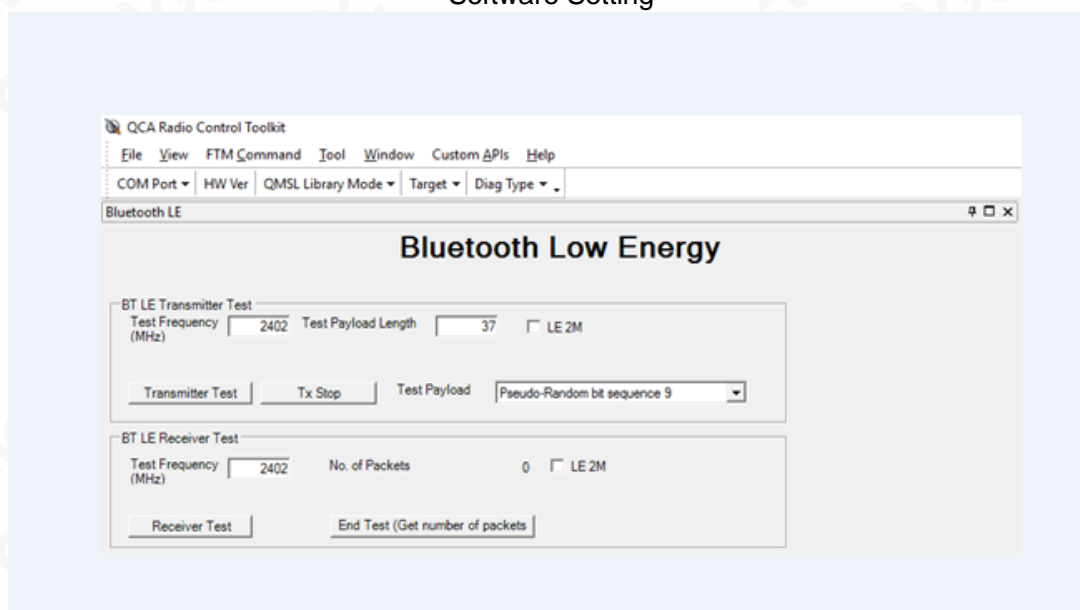 Software Setting
QCA Radio Control Toolkit
File View FTM Command Tool Window Custom APIs Help
COM Port HW Ver QMSL Library Mode Target Diag Type
Bluetooth LE
Bluetooth Low Energy
BT LE Transmitter Test
Test Frequency (MHz) 2402 Test Payload Length 37 LE 2M
Transmitter Test Tx Stop Test Payload Pseudo-Random bit sequence 9
BT LE Receiver Test
Test Frequency (MHz) 2402 No. of Packets 0 LE 2M
Receiver Test End Test (Get number of packets